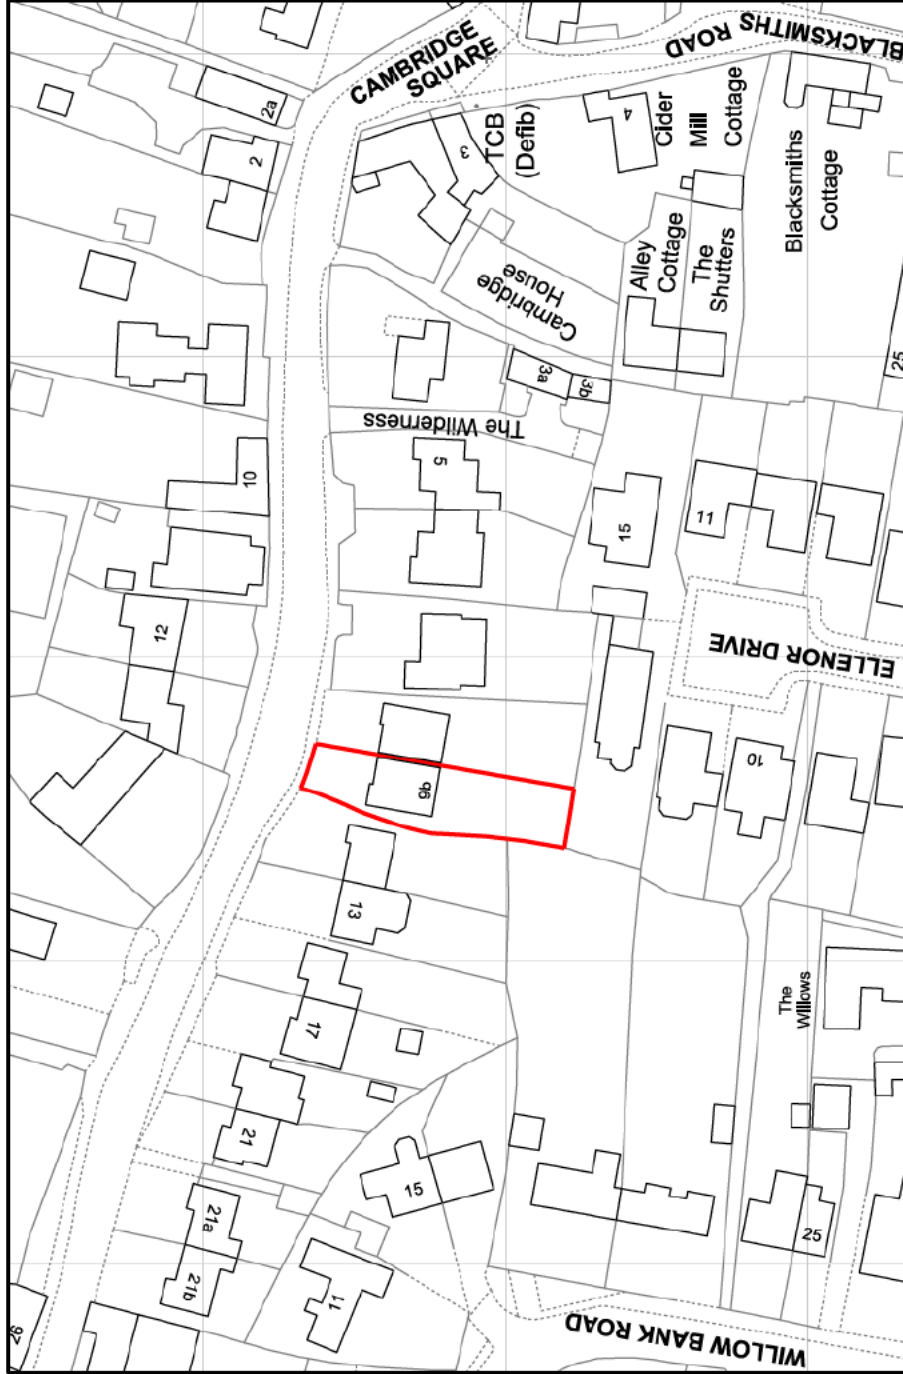 CAMBRIDGE
SQUARE
BLACKSMITHS
ROAD
2a
2
3
TCB
(Defib)
4
Cider
Mill
Cottage
Blacksmiths
Cottage
Alley
Cottage
The
Shutters
Cambridge
House
3a
3b
25
The Wilderness
5
10
15
11
12
ELLENOR DRIVE
9b
10
13
17
The
Willows
21
15
21a
21b
11
25
26
WILLOW BANK ROAD